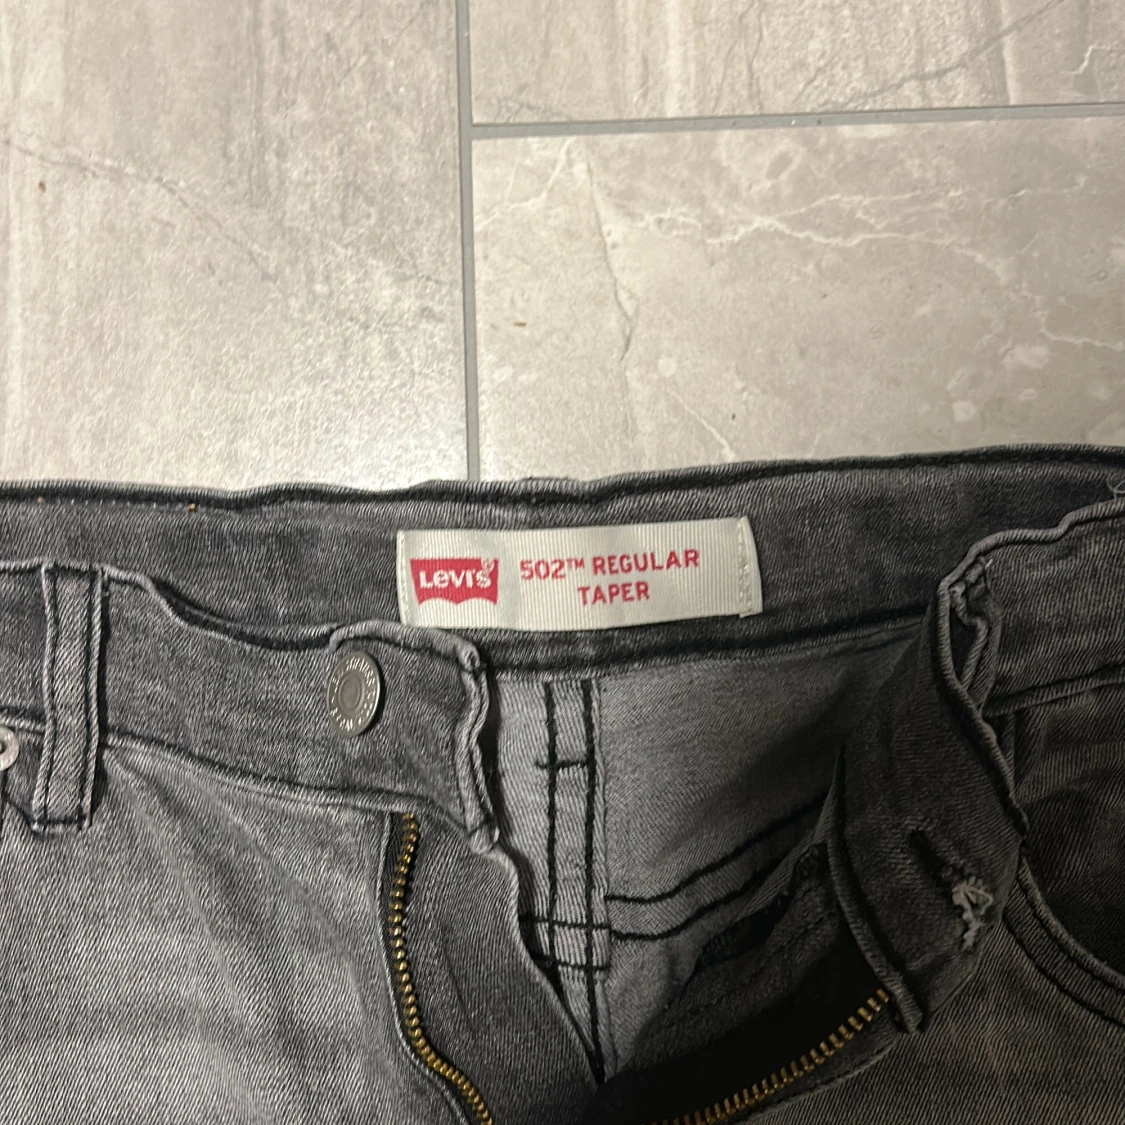 Levi's®
502™ REGULAR
TAPER